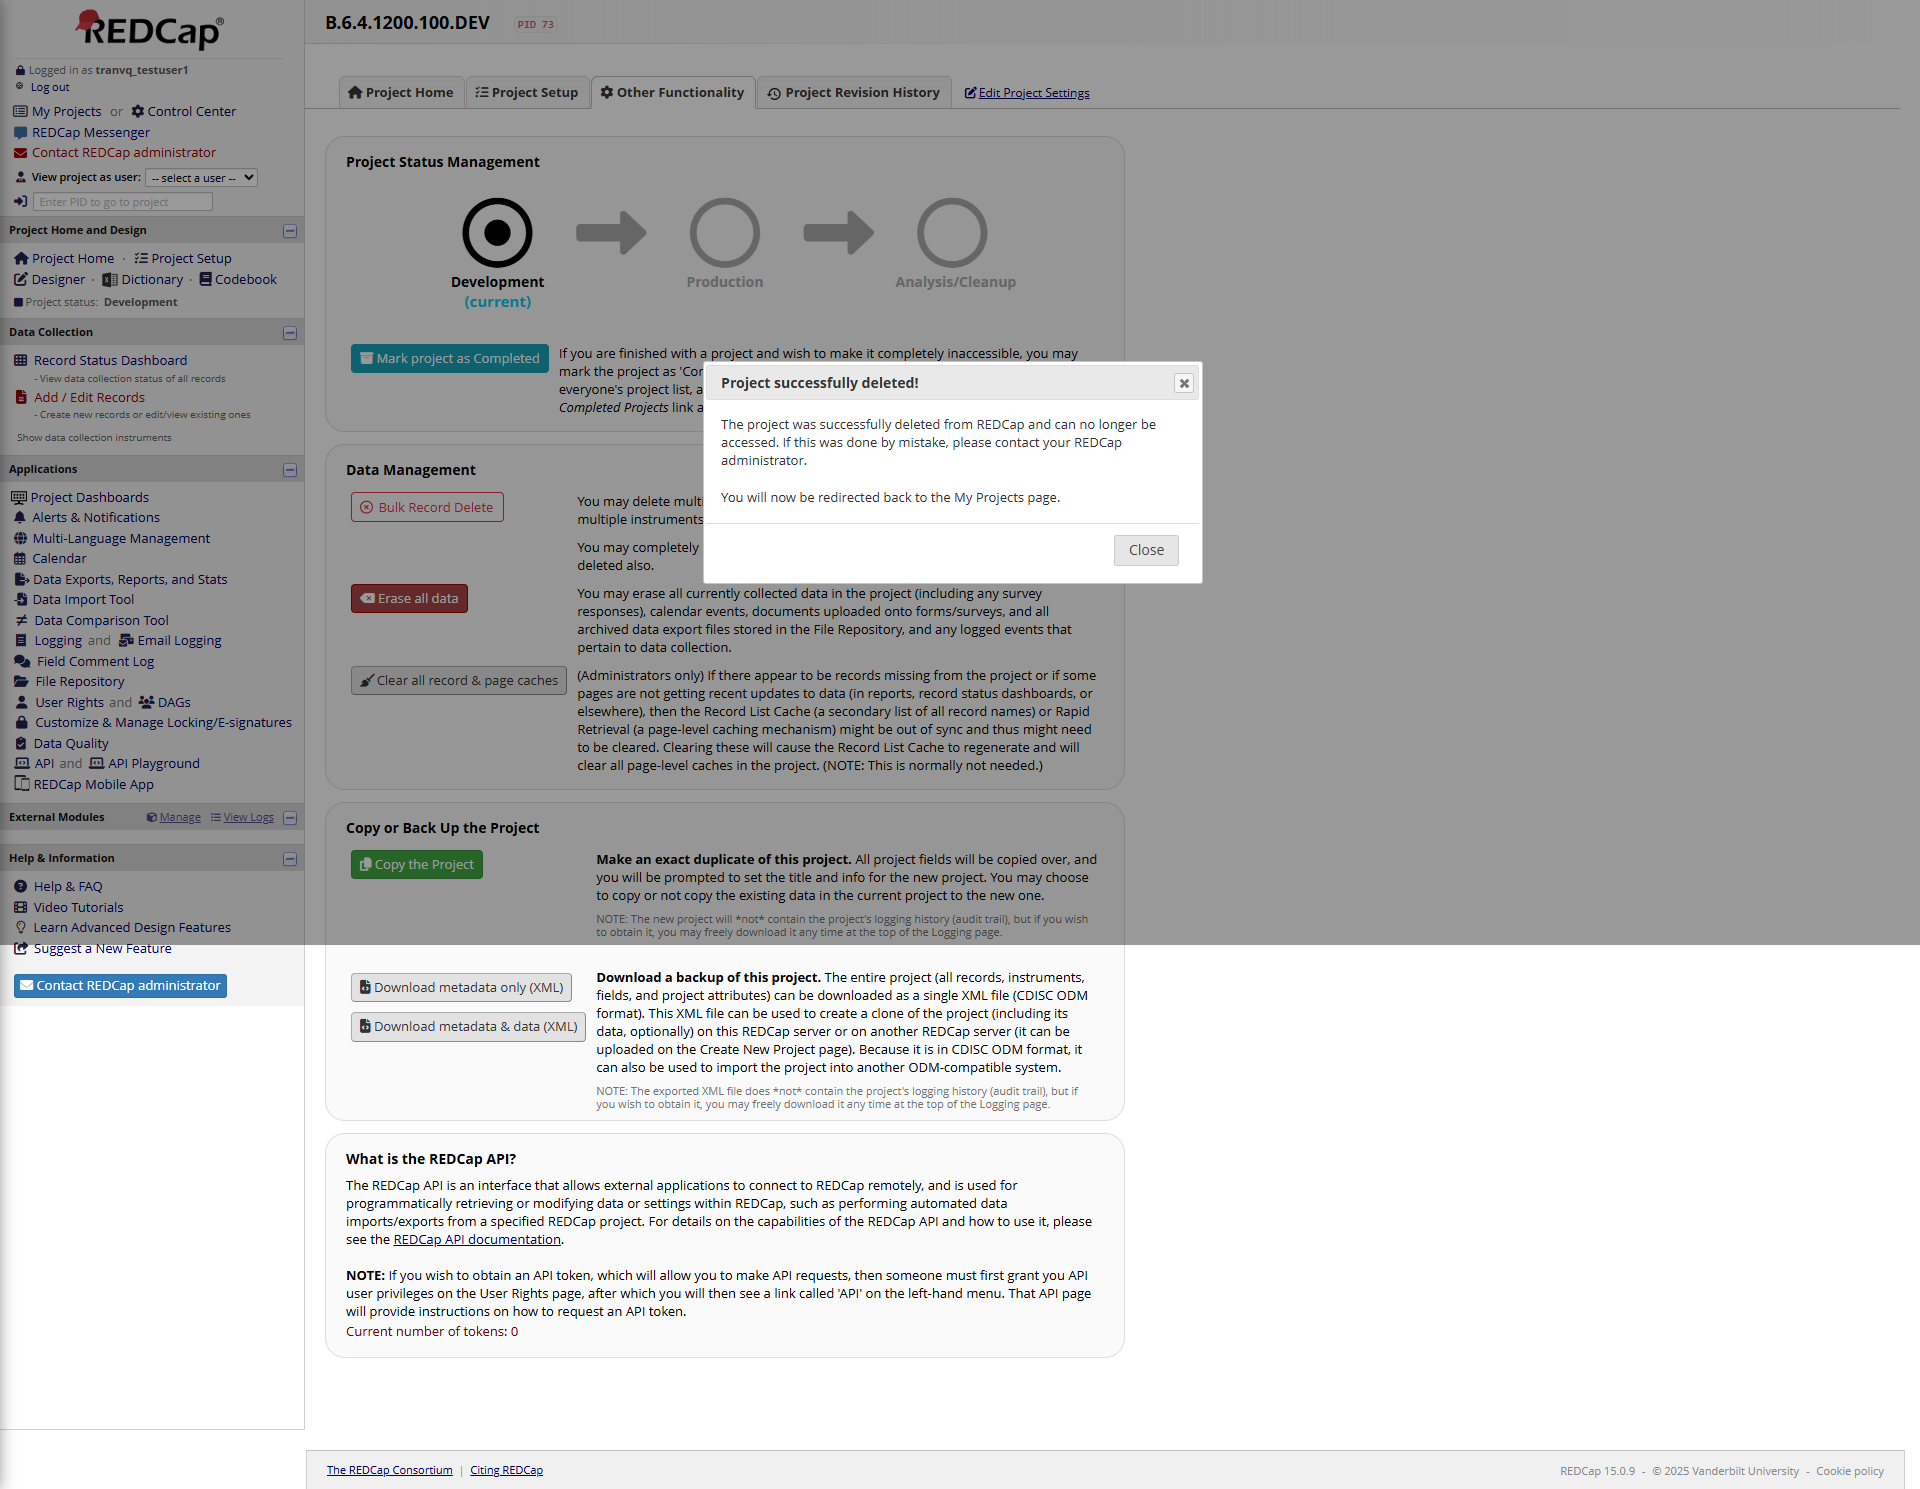 REDCap®
Logged in as tranvq_testuser1
Log out
My Projects or Control Center
REDCap Messenger
Contact REDCap administrator
View project as user: -- select a user --
Enter PID to go to project
Project Home and Design
Project Home · Project Setup
Designer · Dictionary · Codebook
Project status: Development
Data Collection
Record Status Dashboard
- View data collection status of all records
Add / Edit Records
- Create new records or edit/view existing ones
Show data collection instruments
Applications
Project Dashboards
Alerts & Notifications
Multi-Language Management
Calendar
Data Exports, Reports, and Stats
Data Import Tool
Data Comparison Tool
Logging and Email Logging
Field Comment Log
File Repository
User Rights and DAGs
Customize & Manage Locking/E-signatures
Data Quality
API and API Playground
REDCap Mobile App
External Modules Manage View Logs
Help & Information
Help & FAQ
Video Tutorials
Learn Advanced Design Features
Suggest a New Feature
Contact REDCap administrator
B.6.4.1200.100.DEV PID 73
Project Home Project Setup Other Functionality Project Revision History Edit Project Settings
Project Status Management
Development
(current)
Production
Analysis/Cleanup
Mark project as Completed
If you are finished with a project and wish to make it completely inaccessible, you may
mark the project as 'Cor
everyone's project list, a
Completed Projects link a
Project successfully deleted!
The project was successfully deleted from REDCap and can no longer be
accessed. If this was done by mistake, please contact your REDCap
administrator.
You will now be redirected back to the My Projects page.
Close
Data Management
Bulk Record Delete
You may delete multi
multiple instruments
You may completely
deleted also.
Erase all data
You may erase all currently collected data in the project (including any survey
responses), calendar events, documents uploaded onto forms/surveys, and all
archived data export files stored in the File Repository, and any logged events that
pertain to data collection.
Clear all record & page caches
(Administrators only) If there appear to be records missing from the project or if some
pages are not getting recent updates to data (in reports, record status dashboards, or
elsewhere), then the Record List Cache (a secondary list of all record names) or Rapid
Retrieval (a page-level caching mechanism) might be out of sync and thus might need
to be cleared. Clearing these will cause the Record List Cache to regenerate and will
clear all page-level caches in the project. (NOTE: This is normally not needed.)
Copy or Back Up the Project
Copy the Project
Make an exact duplicate of this project. All project fields will be copied over, and
you will be prompted to set the title and info for the new project. You may choose
to copy or not copy the existing data in the current project to the new one.
NOTE: The new project will *not* contain the project's logging history (audit trail), but if you wish
to obtain it, you may freely download it any time at the top of the Logging page.
Download metadata only (XML)
Download metadata & data (XML)
Download a backup of this project. The entire project (all records, instruments,
fields, and project attributes) can be downloaded as a single XML file (CDISC ODM
format). This XML file can be used to create a clone of the project (including its
data, optionally) on this REDCap server or on another REDCap server (it can be
uploaded on the Create New Project page). Because it is in CDISC ODM format, it
can also be used to import the project into another ODM-compatible system.
NOTE: The exported XML file does *not* contain the project's logging history (audit trail), but if
you wish to obtain it, you may freely download it any time at the top of the Logging page.
What is the REDCap API?
The REDCap API is an interface that allows external applications to connect to REDCap remotely, and is used for
programmatically retrieving or modifying data or settings within REDCap, such as performing automated data
imports/exports from a specified REDCap project. For details on the capabilities of the REDCap API and how to use it, please
see the REDCap API documentation.
NOTE: If you wish to obtain an API token, which will allow you to make API requests, then someone must first grant you API
user privileges on the User Rights page, after which you will then see a link called 'API' on the left-hand menu. That API page
will provide instructions on how to request an API token.
Current number of tokens: 0
The REDCap Consortium | Citing REDCap
REDCap 15.0.9 - © 2025 Vanderbilt University - Cookie policy